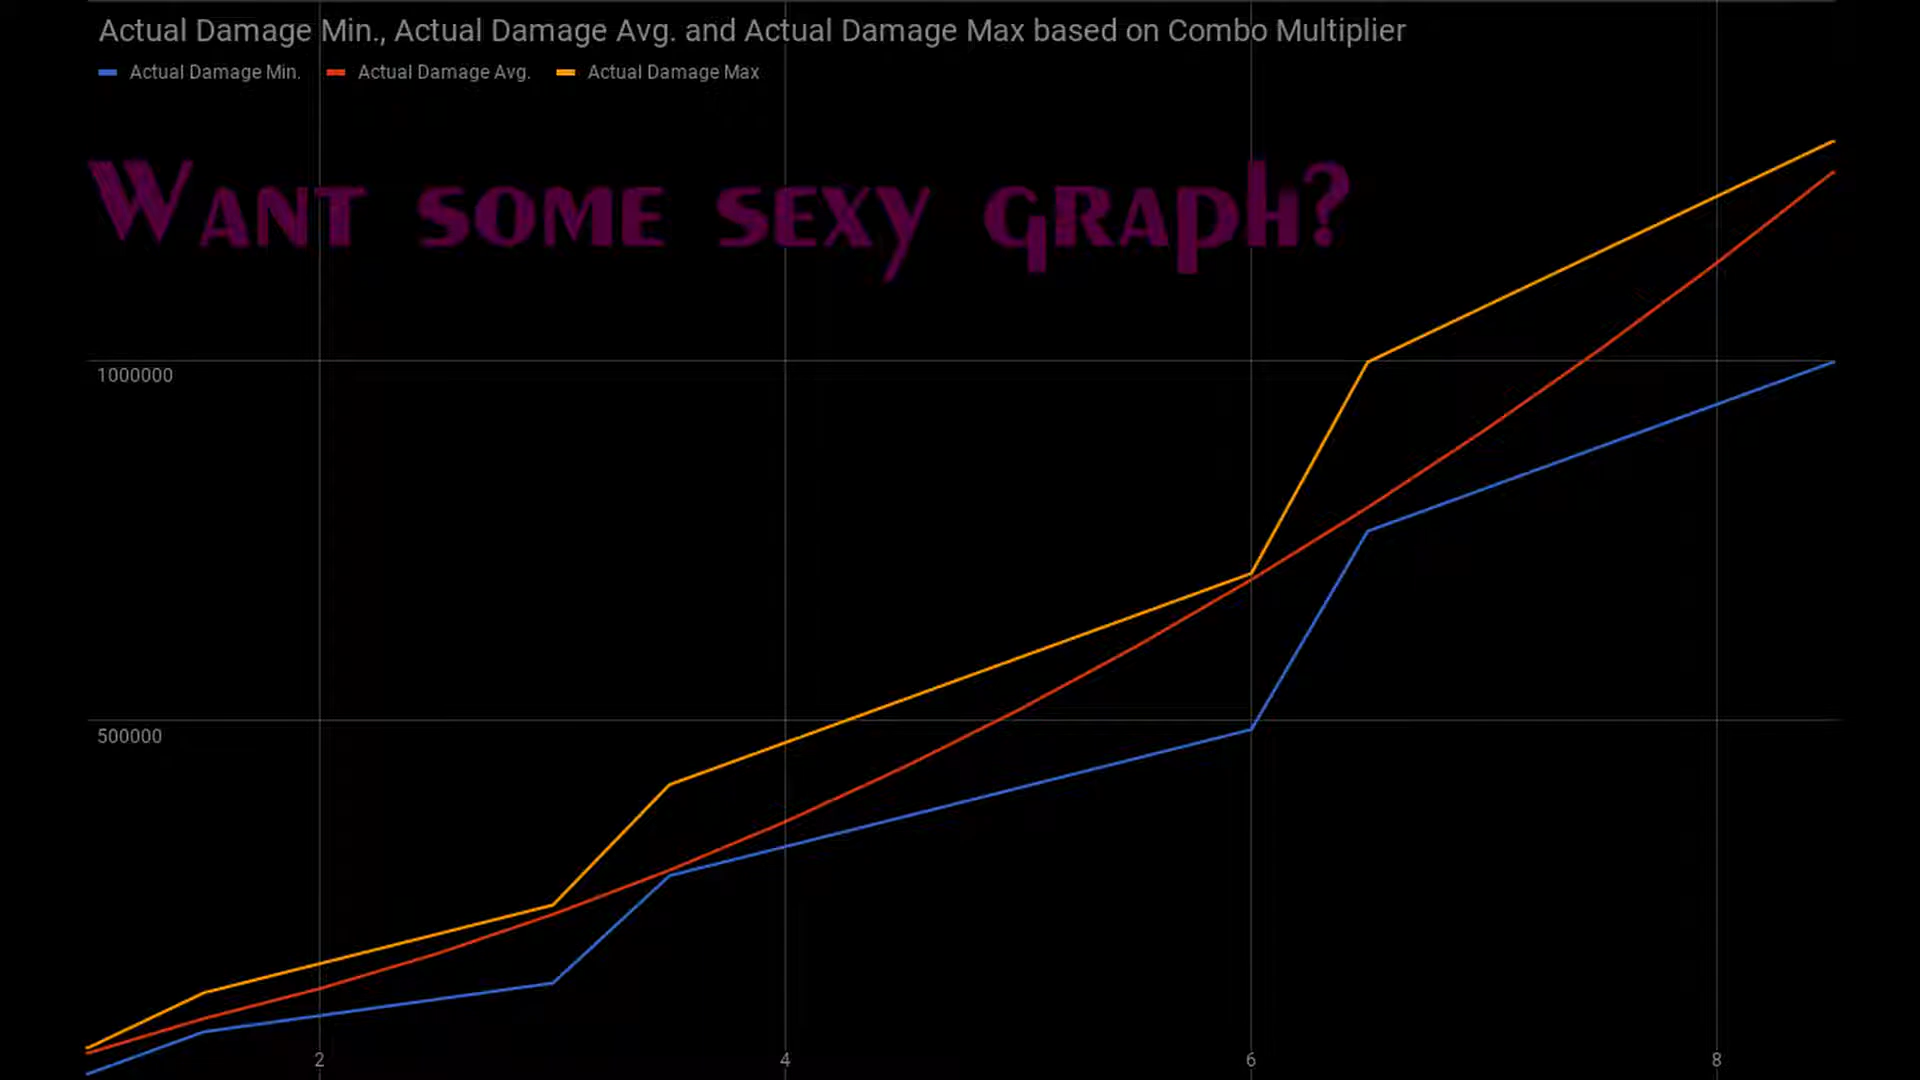 Actual Damage Min., Actual Damage Avg. and Actual Damage Max based on Combo Multiplier
Actual Damage Min. Actual Damage Avg. Actual Damage Max
Want some sexy graph?
1000000
500000
2 4 6 8